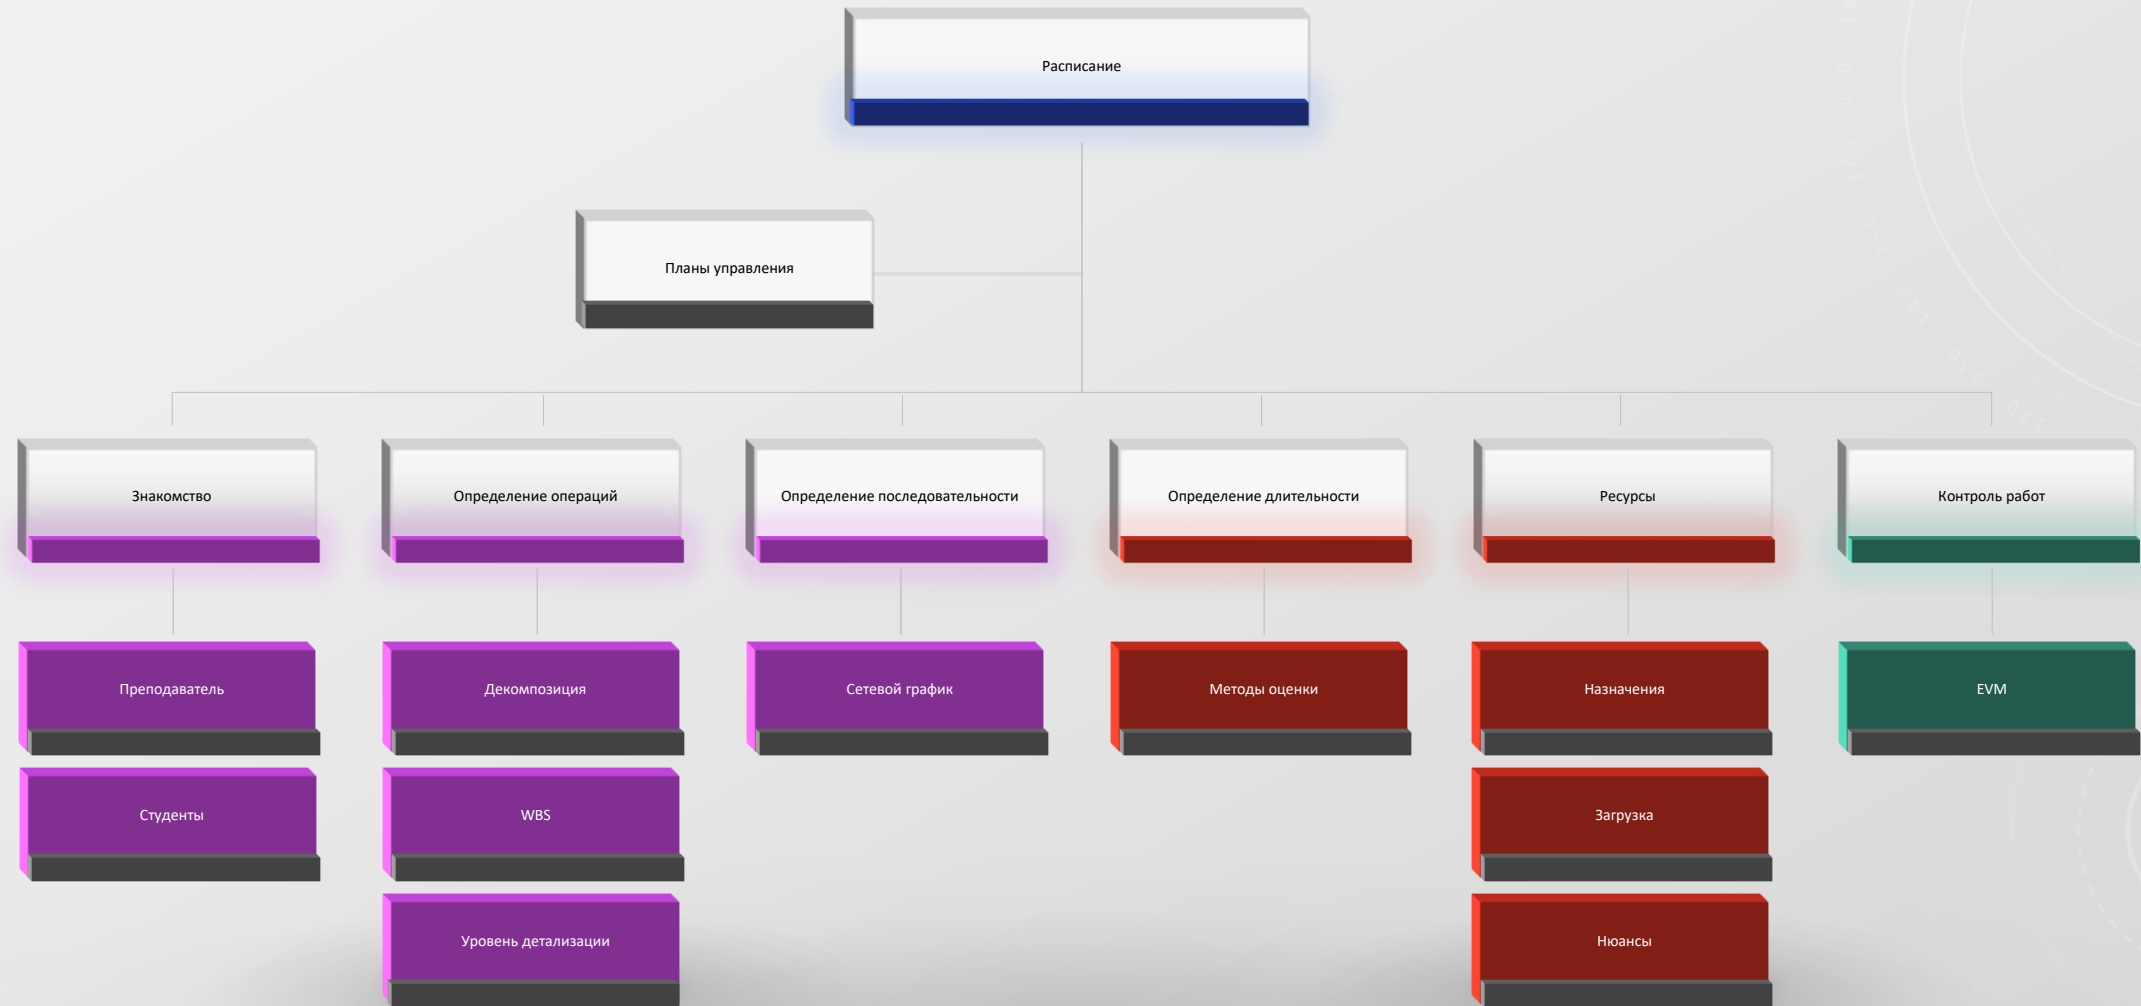 Расписание
Планы управления
Знакомство
Определение операций
Определение последовательности
Определение длительности
Ресурсы
Контроль работ
Преподаватель
Декомпозиция
Сетевой график
Методы оценки
Назначения
EVM
Студенты
WBS
Загрузка
Уровень детализации
Нюансы